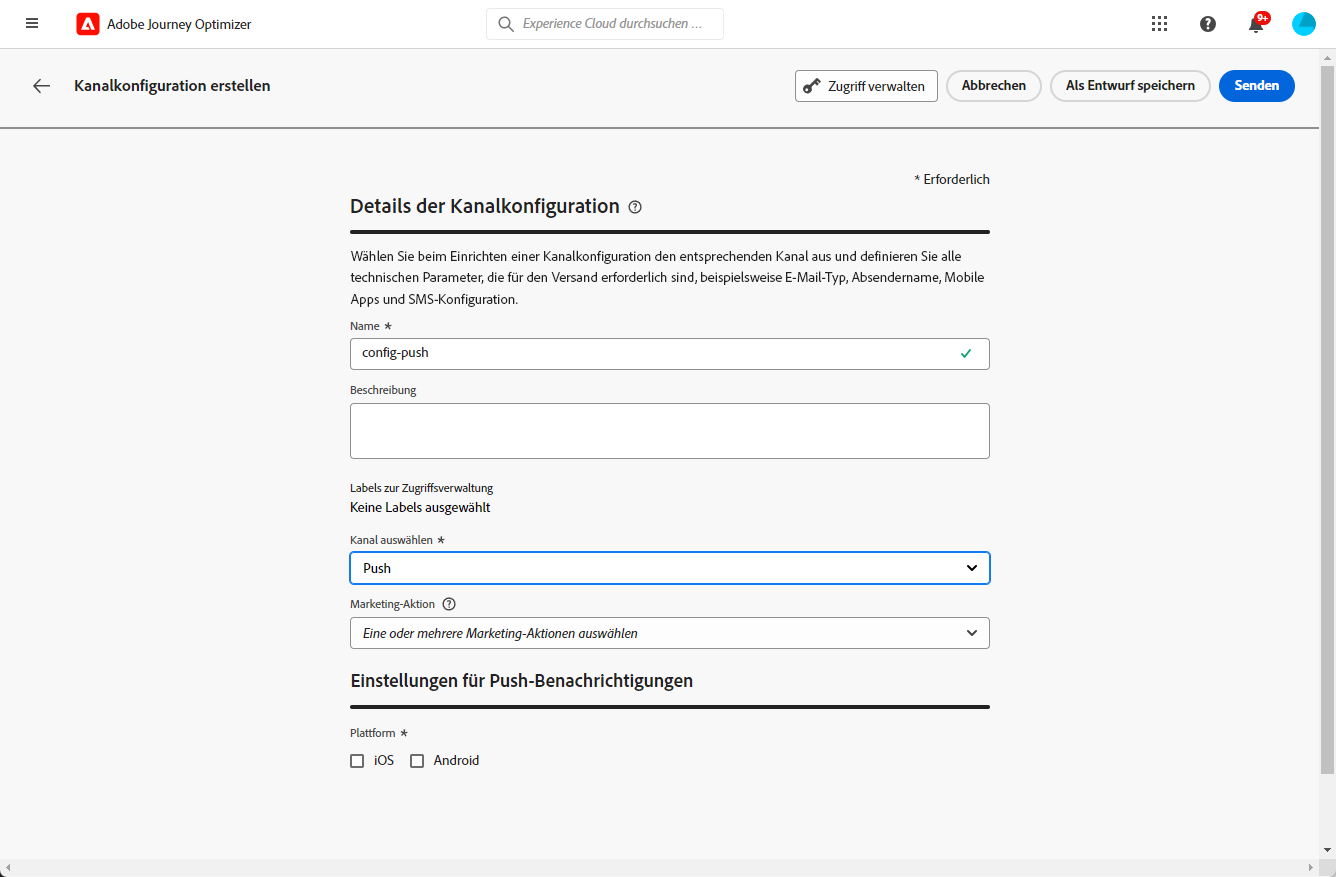 Adobe Journey Optimizer
Experience Cloud durchsuchen ...
9+
Kanalkonfiguration erstellen
Zugriff verwalten
Abbrechen
Als Entwurf speichern
Senden
* Erforderlich
Details der Kanalkonfiguration
Wählen Sie beim Einrichten einer Kanalkonfiguration den entsprechenden Kanal aus und definieren Sie alle
technischen Parameter, die für den Versand erforderlich sind, beispielsweise E-Mail-Typ, Absendername, Mobile
Apps und SMS-Konfiguration.
Name *
config-push
Beschreibung
Labels zur Zugriffsverwaltung
Keine Labels ausgewählt
Kanal auswählen *
Push
Marketing-Aktion
Eine oder mehrere Marketing-Aktionen auswählen
Einstellungen für Push-Benachrichtigungen
Plattform *
iOS
Android